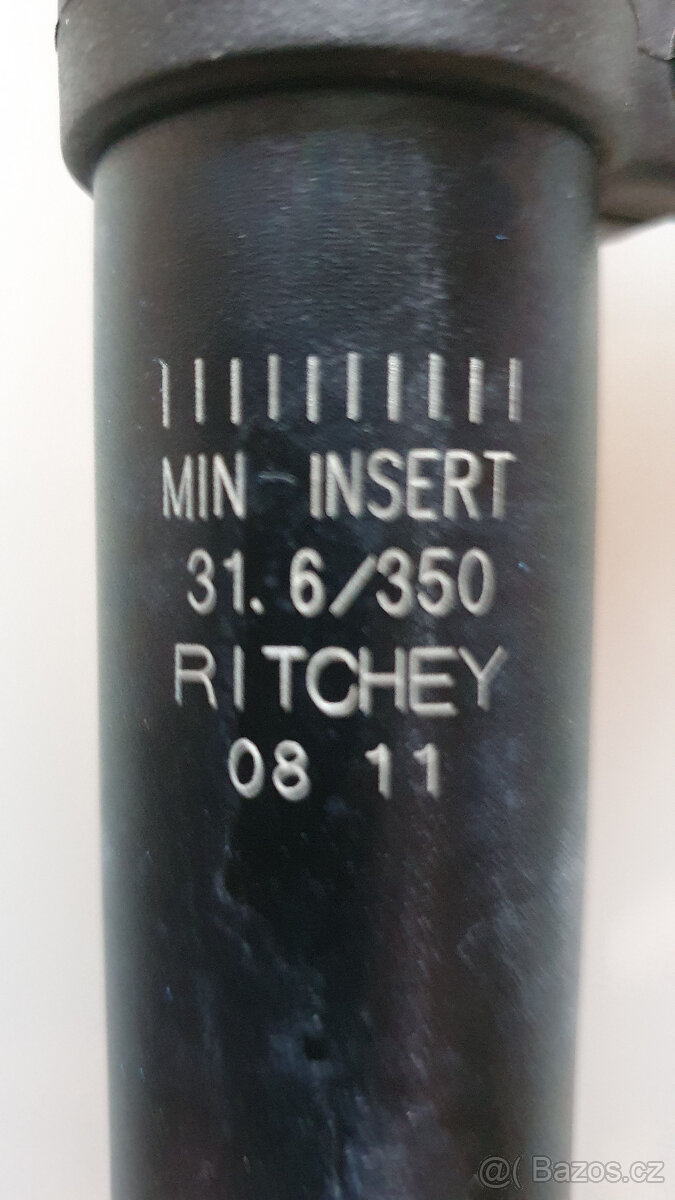 MIN INSERT
31.6/350
RITCHEY
08 11
@( Bazos.cz